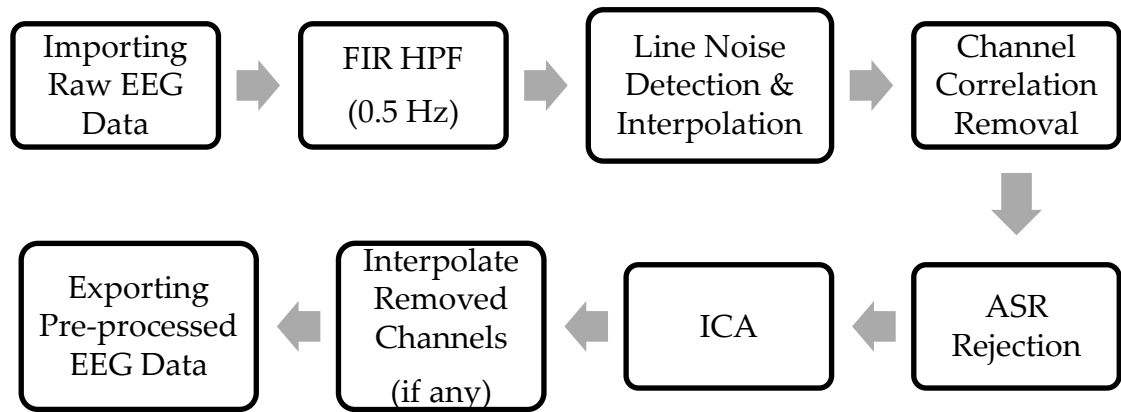 Importing
Raw EEG
Data
FIR HPF
(0.5 Hz)
Line Noise
Detection &
Interpolation
Channel
Correlation
Removal
ASR
Rejection
ICA
Interpolate
Removed
Channels
(if any)
Exporting
Pre-processed
EEG Data